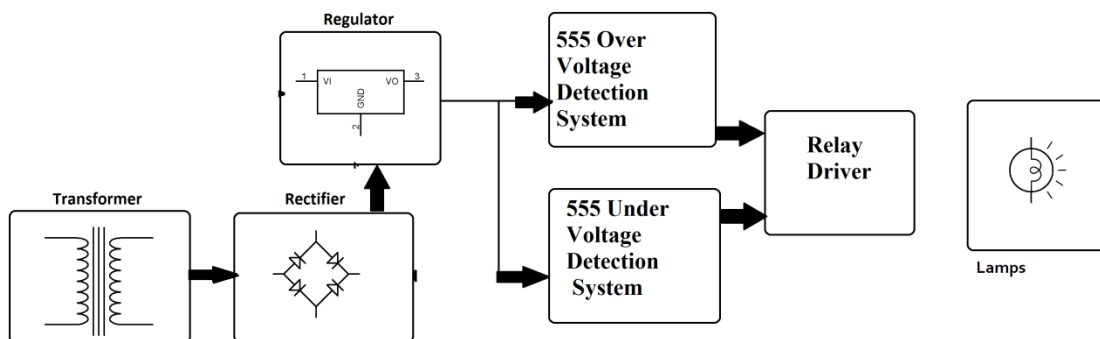 Transformer
Rectifier
Regulator
1
VI
VO
3
GND
2
555 Over
Voltage
Detection
System
555 Under
Voltage
Detection
System
Relay
Driver
Lamps